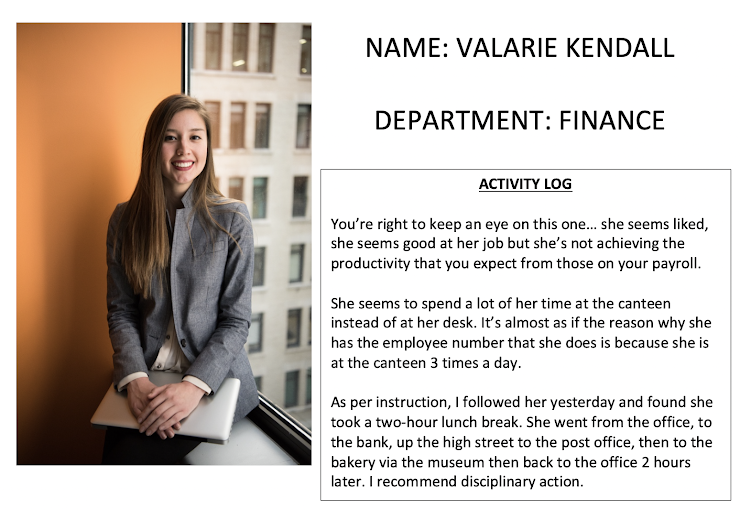 NAME: VALARIE KENDALL
DEPARTMENT: FINANCE
ACTIVITY LOG
You’re right to keep an eye on this one… she seems liked,
she seems good at her job but she’s not achieving the
productivity that you expect from those on your payroll.
She seems to spend a lot of her time at the canteen
instead of at her desk. It’s almost as if the reason why she
has the employee number that she does is because she is
at the canteen 3 times a day.
As per instruction, I followed her yesterday and found she
took a two-hour lunch break. She went from the office, to
the bank, up the high street to the post office, then to the
bakery via the museum then back to the office 2 hours
later. I recommend disciplinary action.